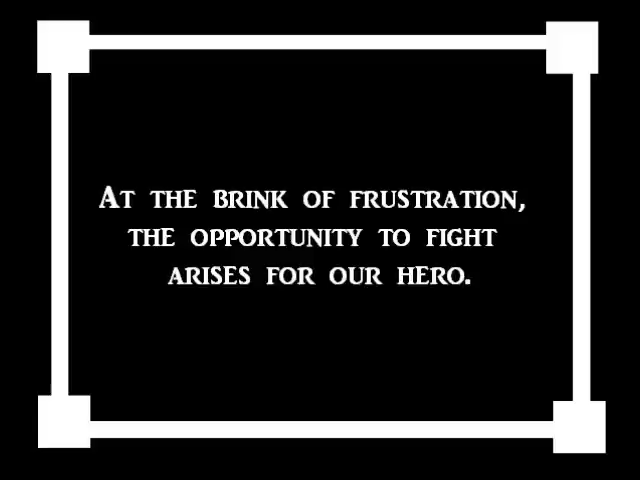 At the brink of frustration,
the opportunity to fight
arises for our hero.